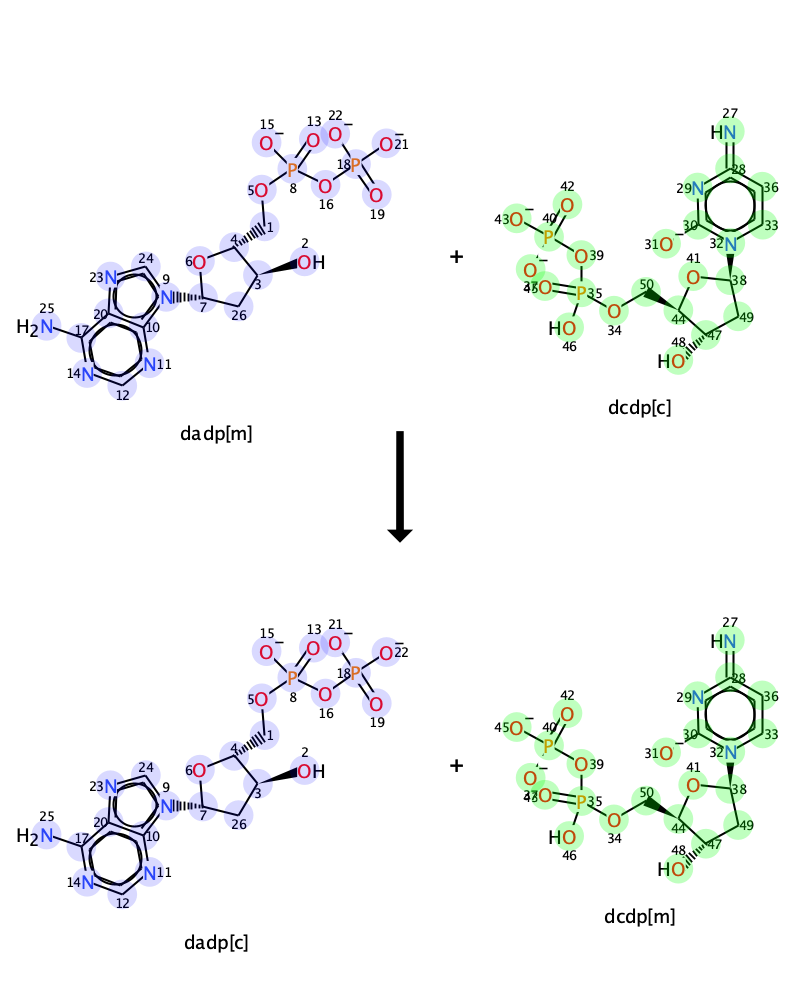 22
15 − 13 −
O O O O − 21
P 18 P
8
5 O O O
16 19
1
4 2
6 O OH
3
24
23 N 9
N 7 26
25 20 10
H2N 17
N 11
14 N
12
dadp[m]
+
27
HN
28
29 N 36
30 33
31 O − 32 N
42
43 O − 40 O
P O 39
O − 41 O 38
O P 35 50
HO O 44 49
46 34 47
48
HO
dcdp[c]
21
15 − 13 −
O O O O − 22
P 18 P
8
5 O O O
16 19
1
4 2
6 O OH
3
24
23 N 9
N 7 26
25 20 10
H2N 17
N 11
14 N
12
dadp[c]
+
27
HN
28
29 N 36
30 33
31 O − 32 N
42
45 O − 40 O
P O 39
O − 41 O 38
O P 35 50
HO O 44 49
46 34 47
48
HO
dcdp[m]